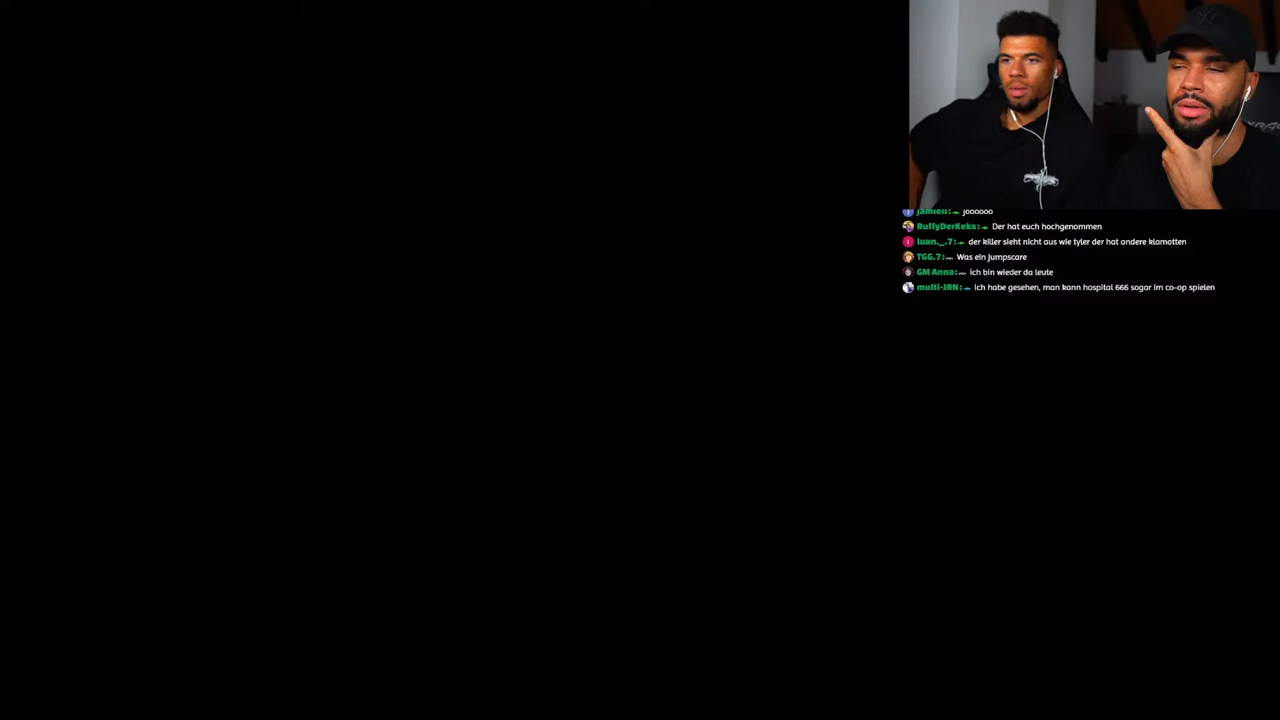 jamiell: joooooo
RuffyDerKeks: Der hat euch hochgenommen
luan._.7: der killer sieht nicht aus wie tyler der hat andere klamotten
TGG.7: Was ein jumpscare
GM Anna: ich bin wieder da leute
multi-JRN: Ich habe gesehen, man kann hospital 666 sogar im co-op spielen